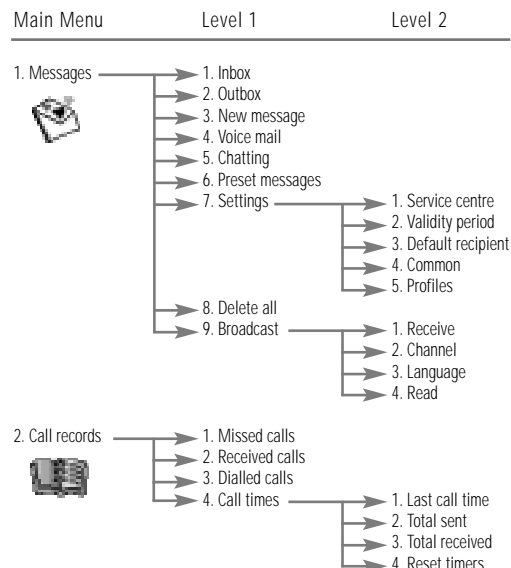 Main Menu Level 1 Level 2
1. Messages 1. Inbox
2. Outbox
3. New message
4. Voice mail
5. Chatting
6. Preset messages
7. Settings 1. Service centre
2. Validity period
3. Default recipient
4. Common
5. Profiles
8. Delete all
9. Broadcast 1. Receive
2. Channel
3. Language
4. Read
2. Call records 1. Missed calls
2. Received calls
3. Dialled calls
4. Call times 1. Last call time
2. Total sent
3. Total received
4. Reset timers